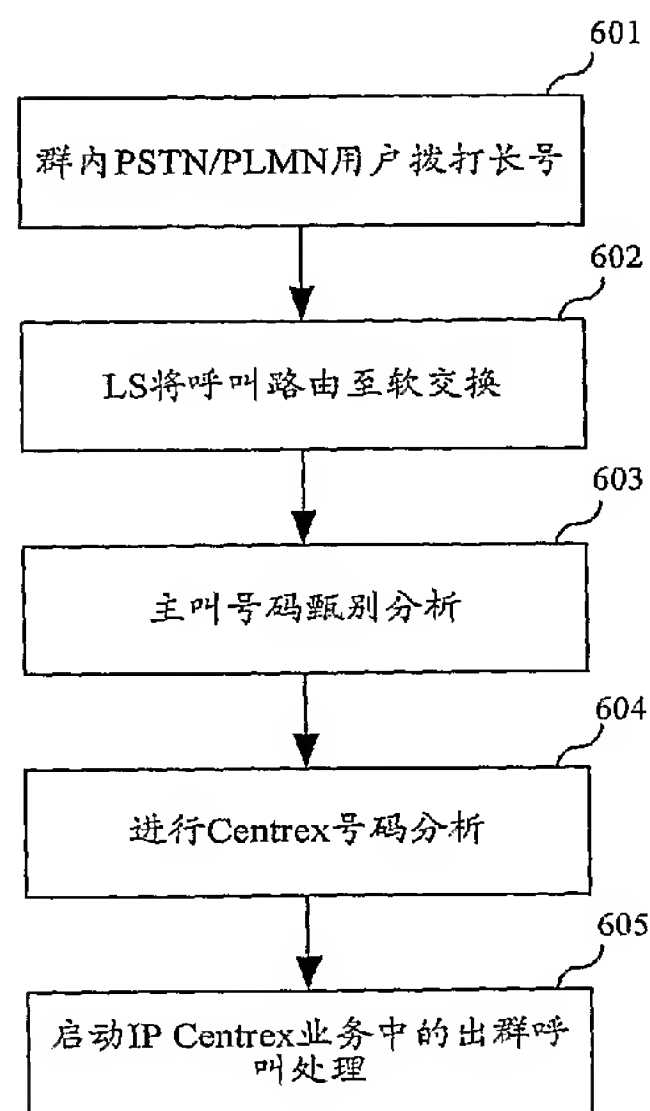 601
群内PSTN/PLMN用户拨打长号
602
LS将呼叫路由至软交换
603
主叫号码甄别分析
604
进行Centrex号码分析
605
启动IP Centrex业务中的出群呼
叫处理